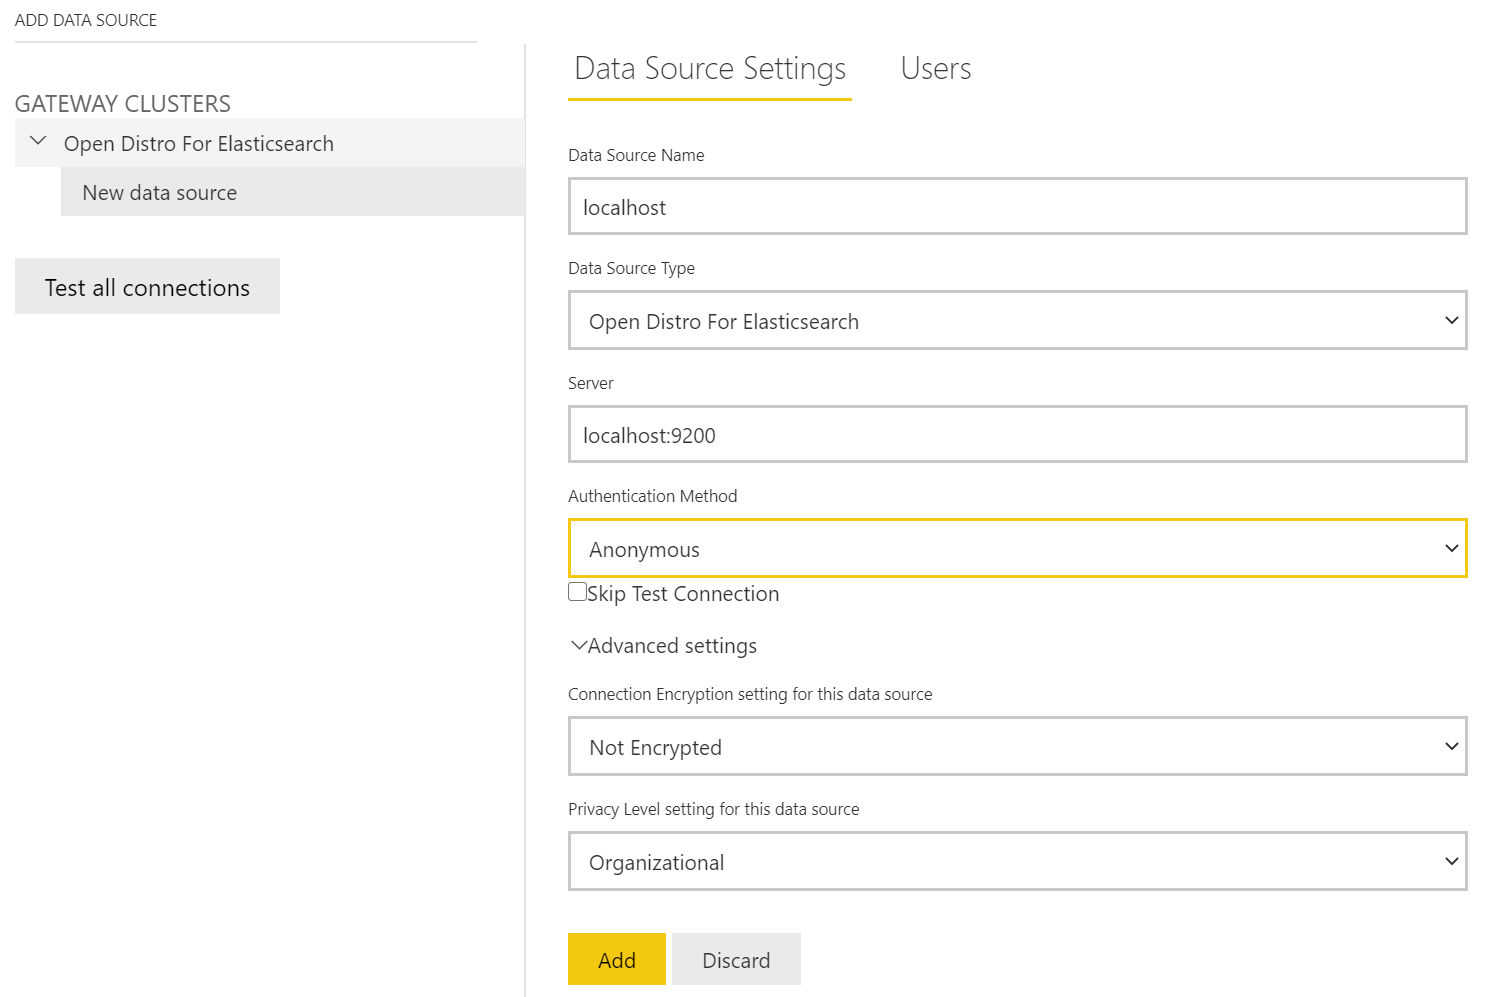 ADD DATA SOURCE
GATEWAY CLUSTERS
Open Distro For Elasticsearch
New data source
Test all connections
Data Source Settings
Users
Data Source Name
localhost
Data Source Type
Open Distro For Elasticsearch
Server
localhost:9200
Authentication Method
Anonymous
Skip Test Connection
Advanced settings
Connection Encryption setting for this data source
Not Encrypted
Privacy Level setting for this data source
Organizational
Add
Discard